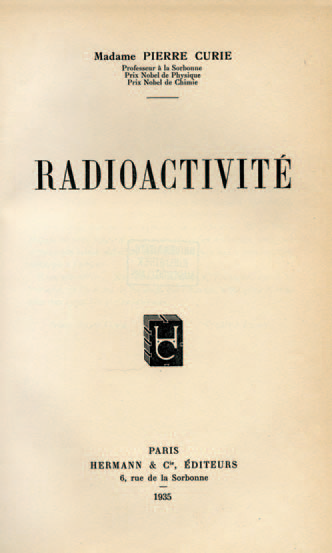 Madame PIERRE CURIE
Professeur à la Sorbonne
Prix Nobel de Physique
Prix Nobel de Chimie
RADIOACTIVITÉ
HC
PARIS
HERMANN & Cie, ÉDITEURS
6, rue de la Sorbonne
1935